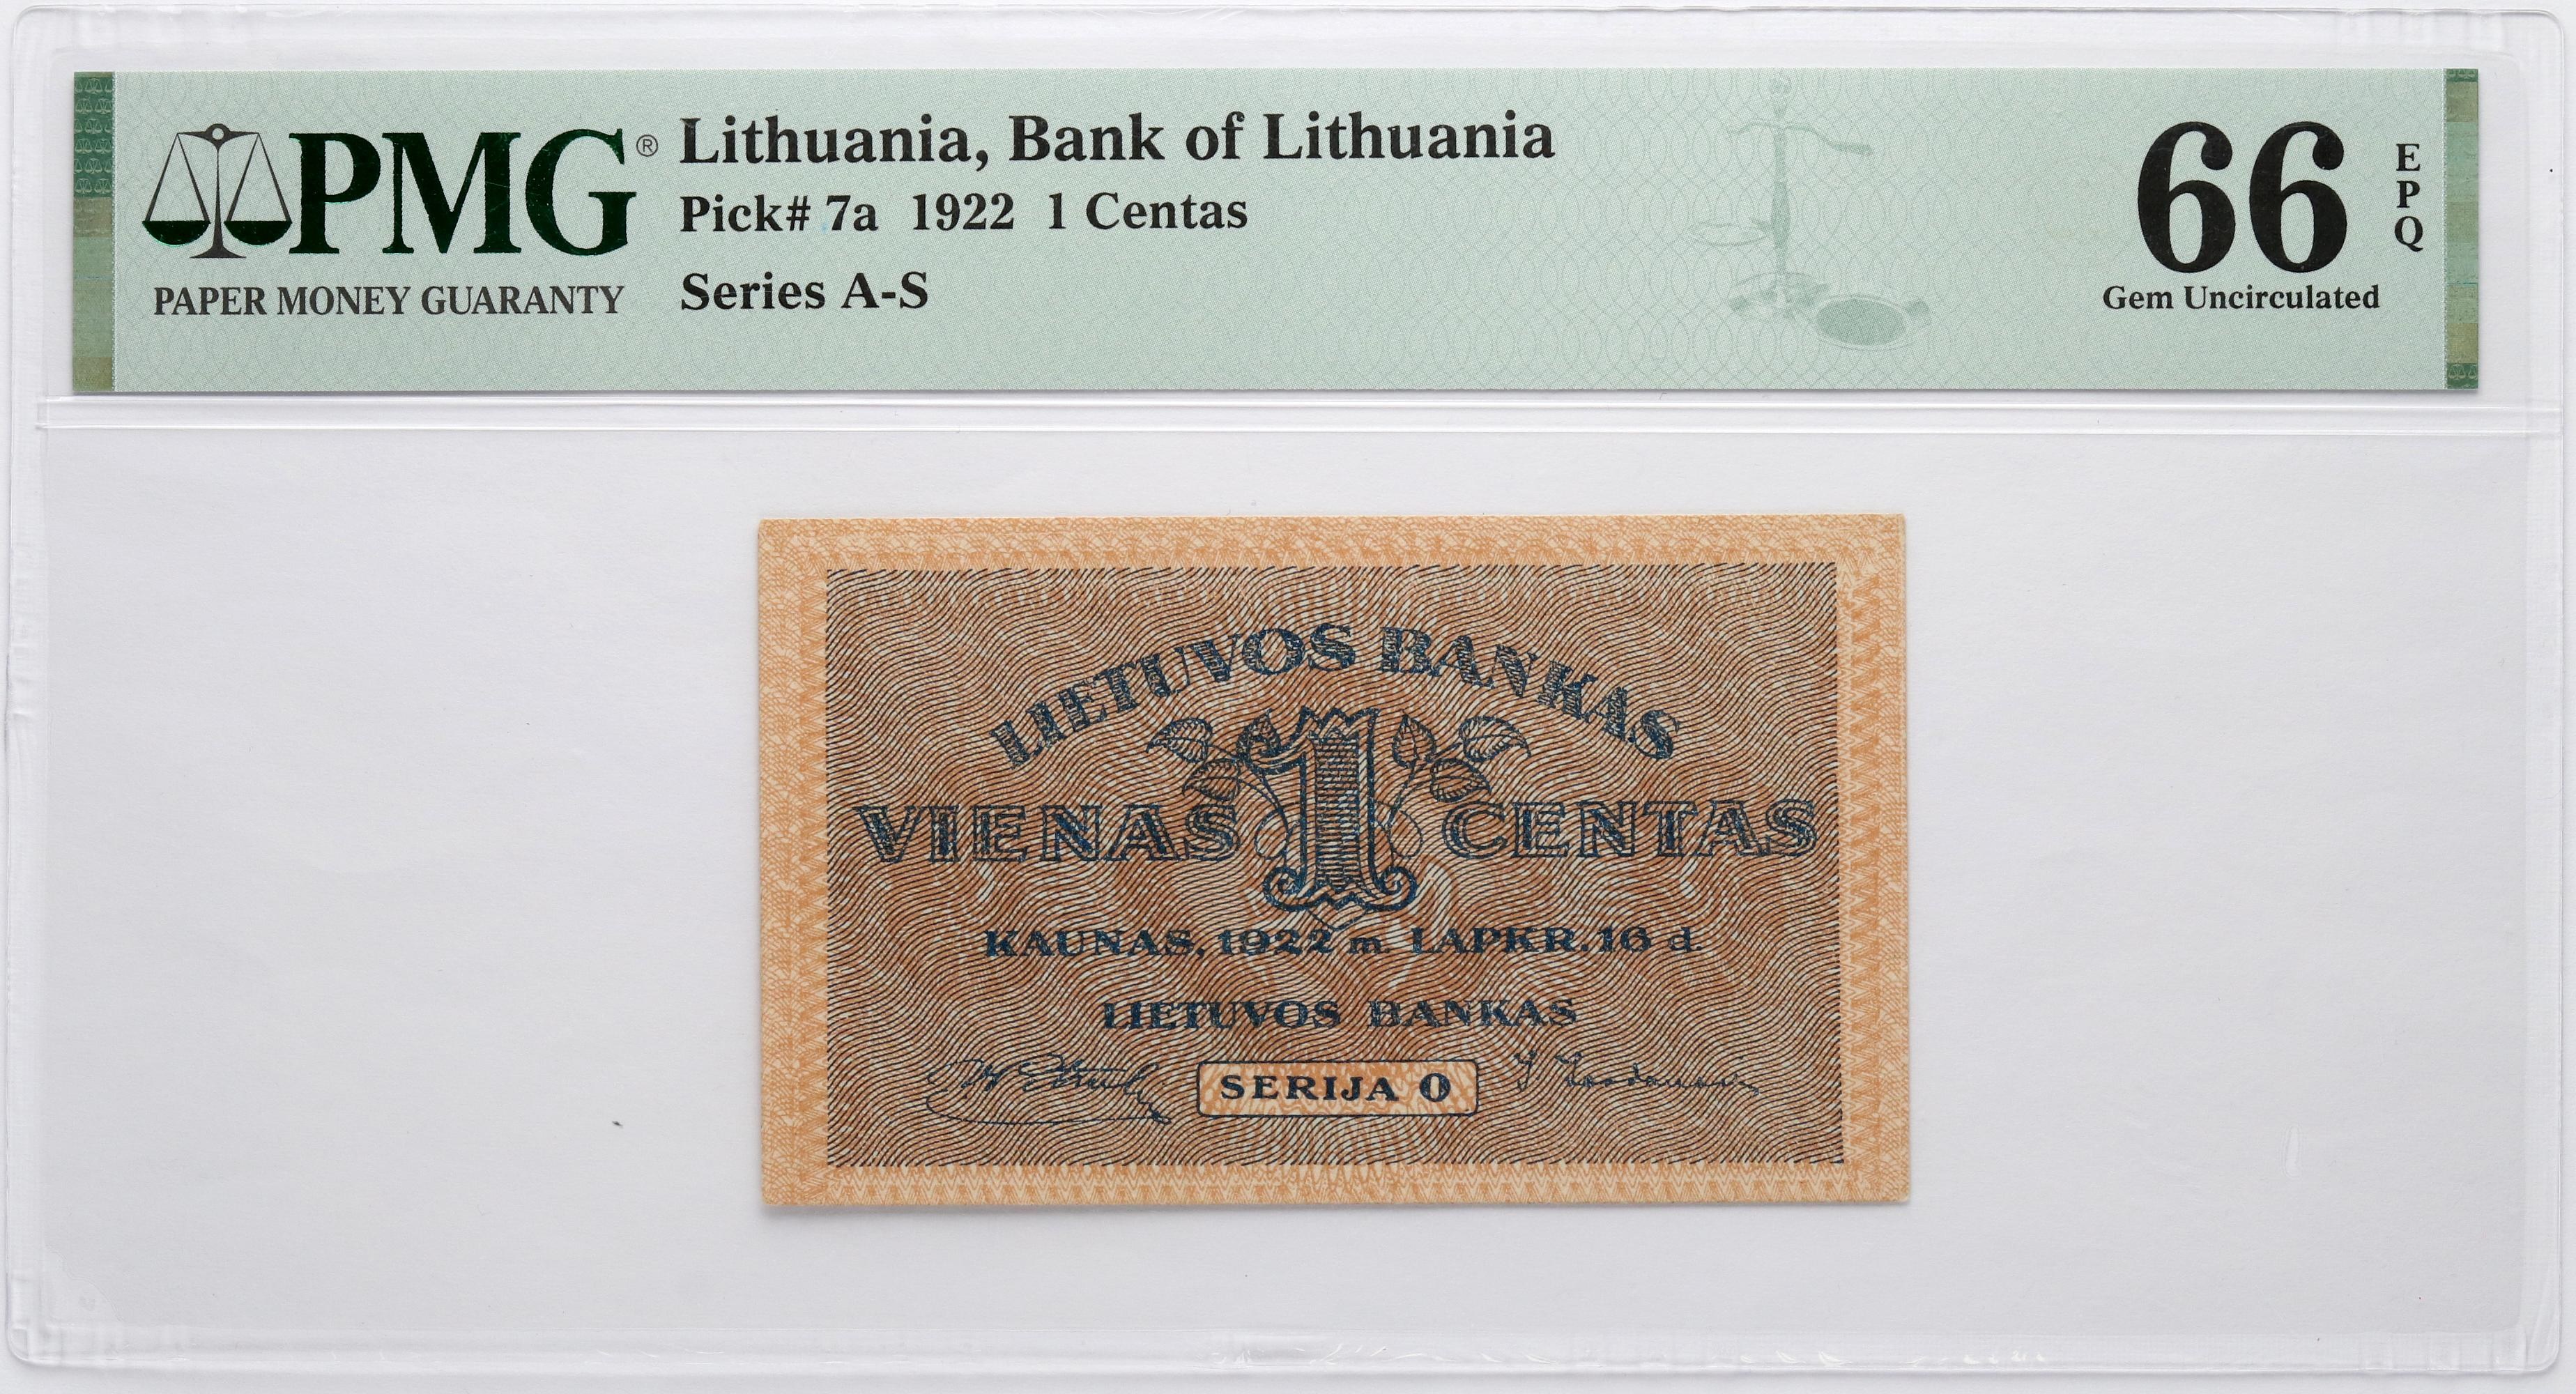 PMG®
PAPER MONEY GUARANTY
Lithuania, Bank of Lithuania
Pick# 7a 1922 1 Centas
Series A-S
66
EPQ
Gem Uncirculated
LIETUVOS BANKAS
VIENAS 1 CENTAS
KAUNAS, 1922 m. LAPKR. 16 d.
LIETUVOS BANKAS
SERIJA O